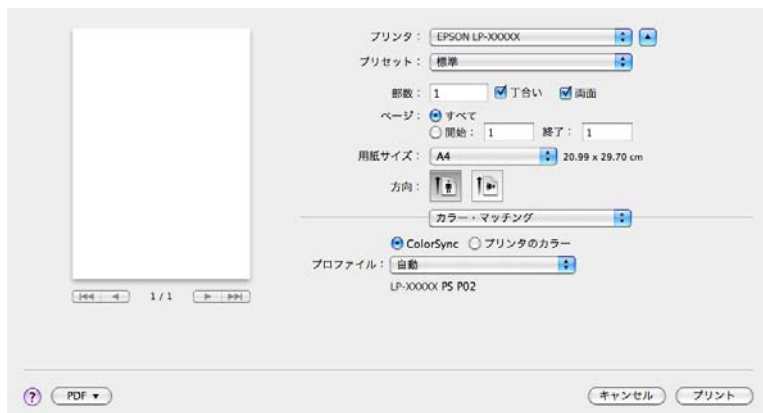 プリンタ： EPSON LP-XXXXX
プリセット： 標準
部数： 1 丁合い 両面
ページ： すべて
開始： 1 終了： 1
用紙サイズ： A4 20.99 x 29.70 cm
方向：
カラー・マッチング
ColorSync プリンタのカラー
プロファイル： 自動
LP-XXXXX PS P02
1 / 1
? PDF キャンセル プリント